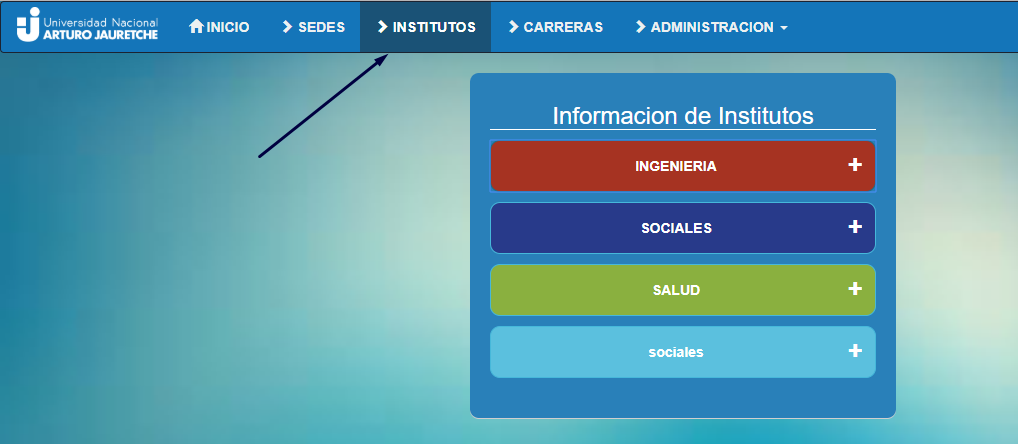 Universidad Nacional
ARTURO JAURETCHE
INICIO
SEDES
INSTITUTOS
CARRERAS
ADMINISTRACION
Informacion de Institutos
INGENIERIA
SOCIALES
SALUD
sociales